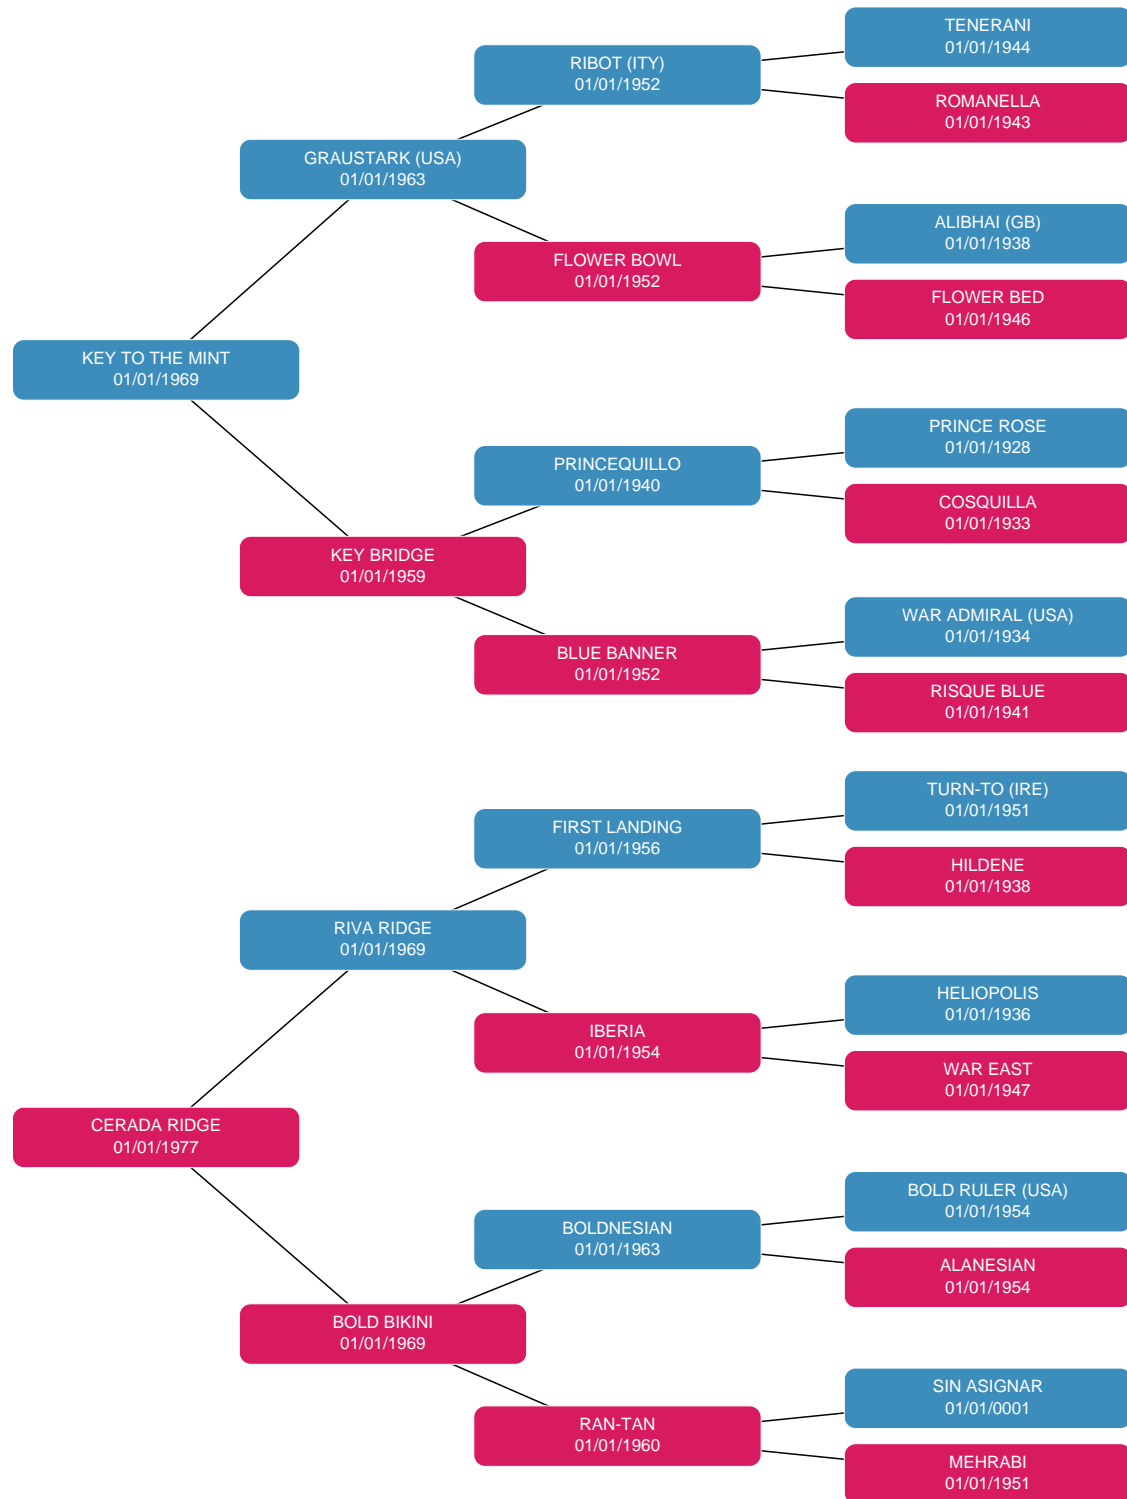 TENERANI
01/01/1944
RIBOT (ITY)
01/01/1952
ROMANELLA
01/01/1943
GRAUSTARK (USA)
01/01/1963
ALIBHAI (GB)
01/01/1938
FLOWER BOWL
01/01/1952
FLOWER BED
01/01/1946
KEY TO THE MINT
01/01/1969
PRINCE ROSE
01/01/1928
PRINCEQUILLO
01/01/1940
COSQUILLA
01/01/1933
KEY BRIDGE
01/01/1959
WAR ADMIRAL (USA)
01/01/1934
BLUE BANNER
01/01/1952
RISQUE BLUE
01/01/1941
TURN-TO (IRE)
01/01/1951
FIRST LANDING
01/01/1956
HILDENE
01/01/1938
RIVA RIDGE
01/01/1969
HELIOPOLIS
01/01/1936
IBERIA
01/01/1954
WAR EAST
01/01/1947
CERADA RIDGE
01/01/1977
BOLD RULER (USA)
01/01/1954
BOLDNESIAN
01/01/1963
ALANESIAN
01/01/1954
BOLD BIKINI
01/01/1969
SIN ASIGNAR
01/01/0001
RAN-TAN
01/01/1960
MEHRABI
01/01/1951